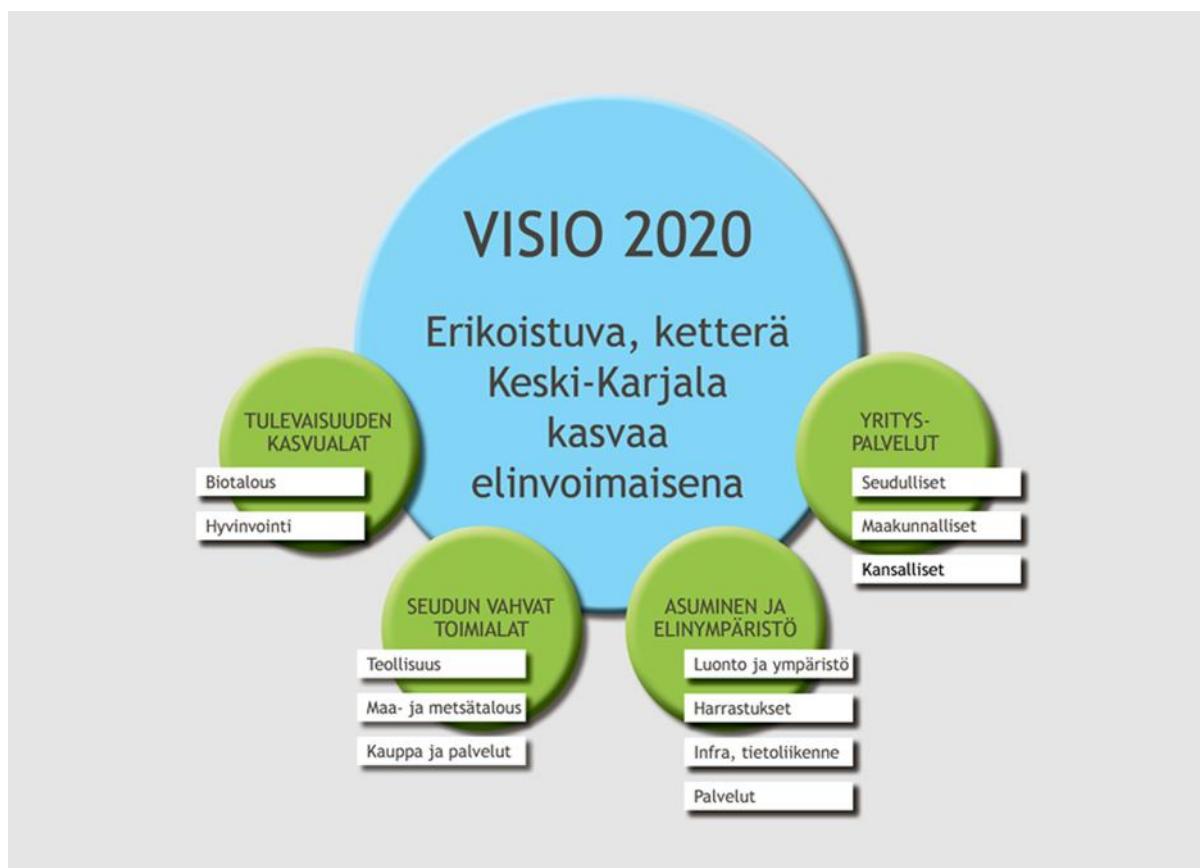 VISIO 2020
Erikoistuva, ketterä
Keski-Karjala
kasvaa
elinvoimaisena
TULEVAISUUDEN
KASVUALAT
Biotalous
Hyvinvointi
SEUDUN VAHVAT
TOIMIALAT
Teollisuus
Maa- ja metsätalous
Kauppa ja palvelut
ASUMINEN JA
ELINYMPÄRISTÖ
Luonto ja ympäristö
Harrastukset
Infra, tietoliikenne
Palvelut
YRITYS-
PALVELUT
Seudulliset
Maakunnalliset
Kansalliset